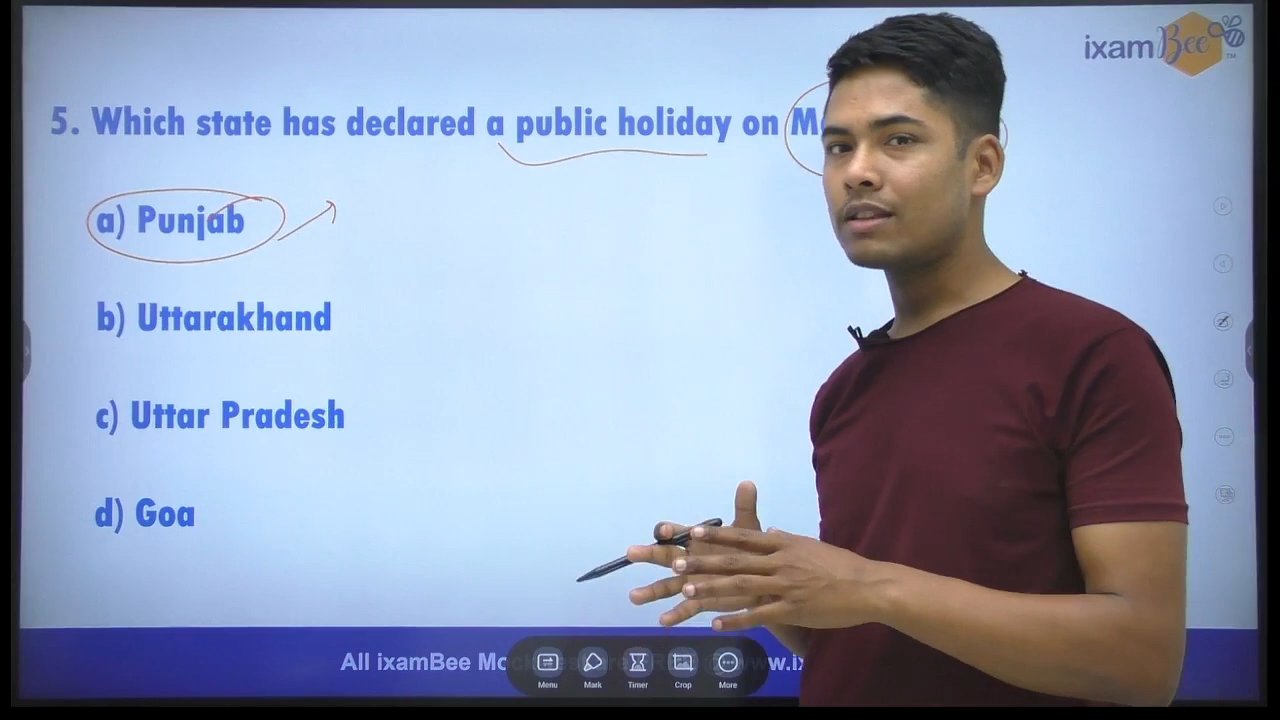 ixamBee TM
5. Which state has declared a public holiday on
a) Punjab
b) Uttarakhand
c) Uttar Pradesh
d) Goa
All ixamBee
Menu Mark Timer Crop More